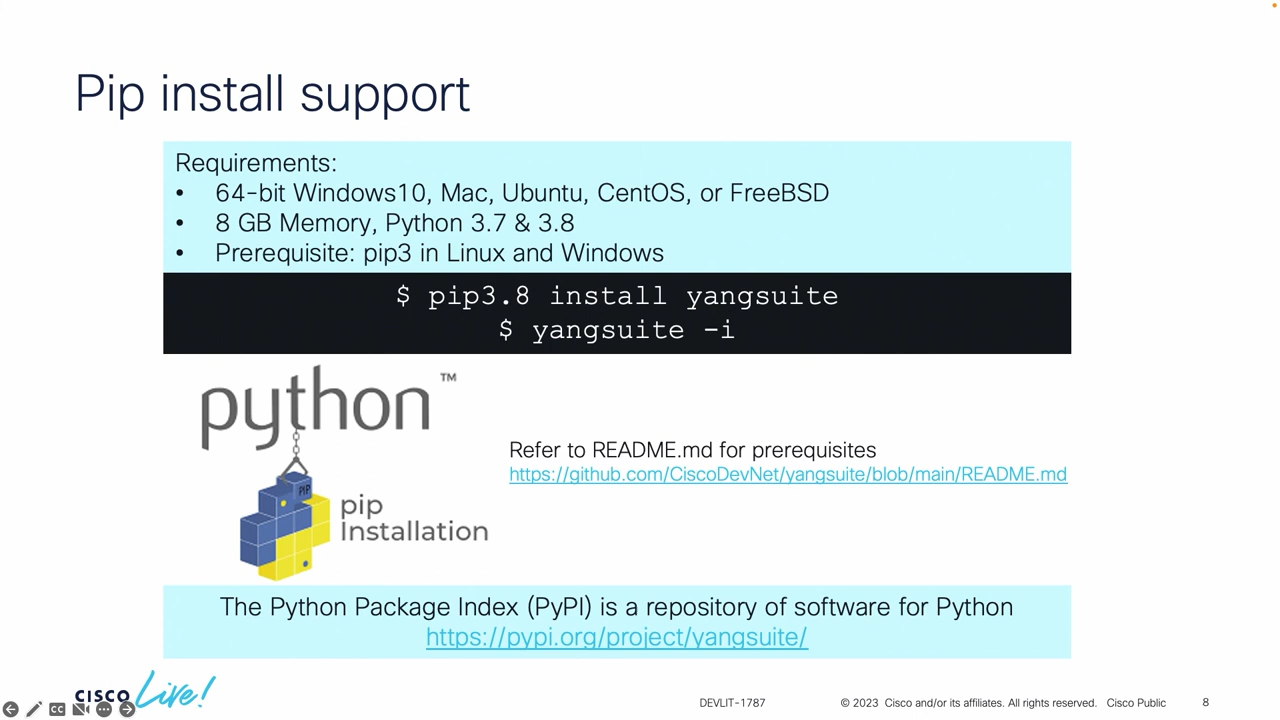 Pip install support
Requirements:
• 64-bit Windows10, Mac, Ubuntu, CentOS, or FreeBSD
• 8 GB Memory, Python 3.7 & 3.8
• Prerequisite: pip3 in Linux and Windows
$ pip3.8 install yangsuite
$ yangsuite -i
python™
PIP
pip
Installation
Refer to README.md for prerequisites
https://github.com/CiscoDevNet/yangsuite/blob/main/README.md
The Python Package Index (PyPI) is a repository of software for Python
https://pypi.org/project/yangsuite/
CISCO Live!
CC
DEVLIT-1787 © 2023 Cisco and/or its affiliates. All rights reserved. Cisco Public 8